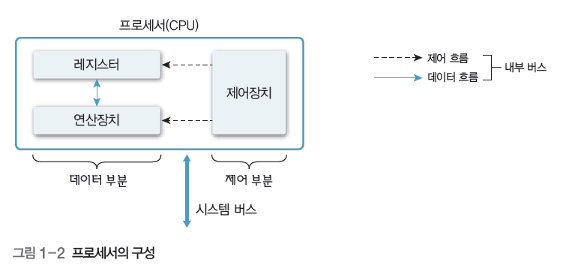 프로세서(CPU)
레지스터
제어장치
연산장치
제어 흐름
데이터 흐름
내부 버스
데이터 부분
제어 부분
시스템 버스
그림 1-2 프로세서의 구성